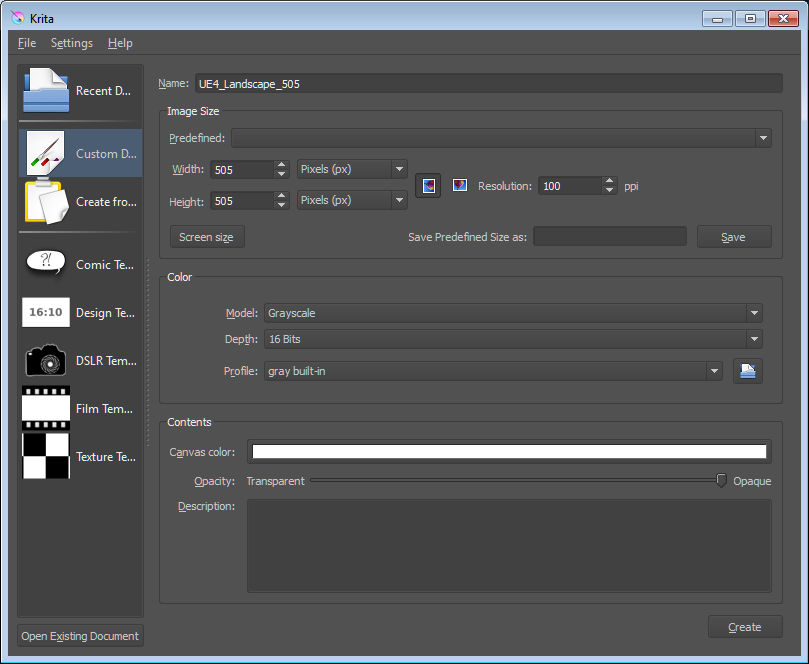 Krita
File Settings Help
Recent D...
Custom D...
Create fro...
?!
Comic Te...
16:10
Design Te...
DSLR Tem...
Film Tem...
Texture Te...
Open Existing Document
Name: UE4_Landscape_505
Image Size
Predefined:
Width: 505 Pixels (px)
Height: 505 Pixels (px)
Resolution: 100 ppi
Screen size Save Predefined Size as: Save
Color
Model: Grayscale
Depth: 16 Bits
Profile: gray built-in
Contents
Canvas color:
Opacity: Transparent Opaque
Description:
Create